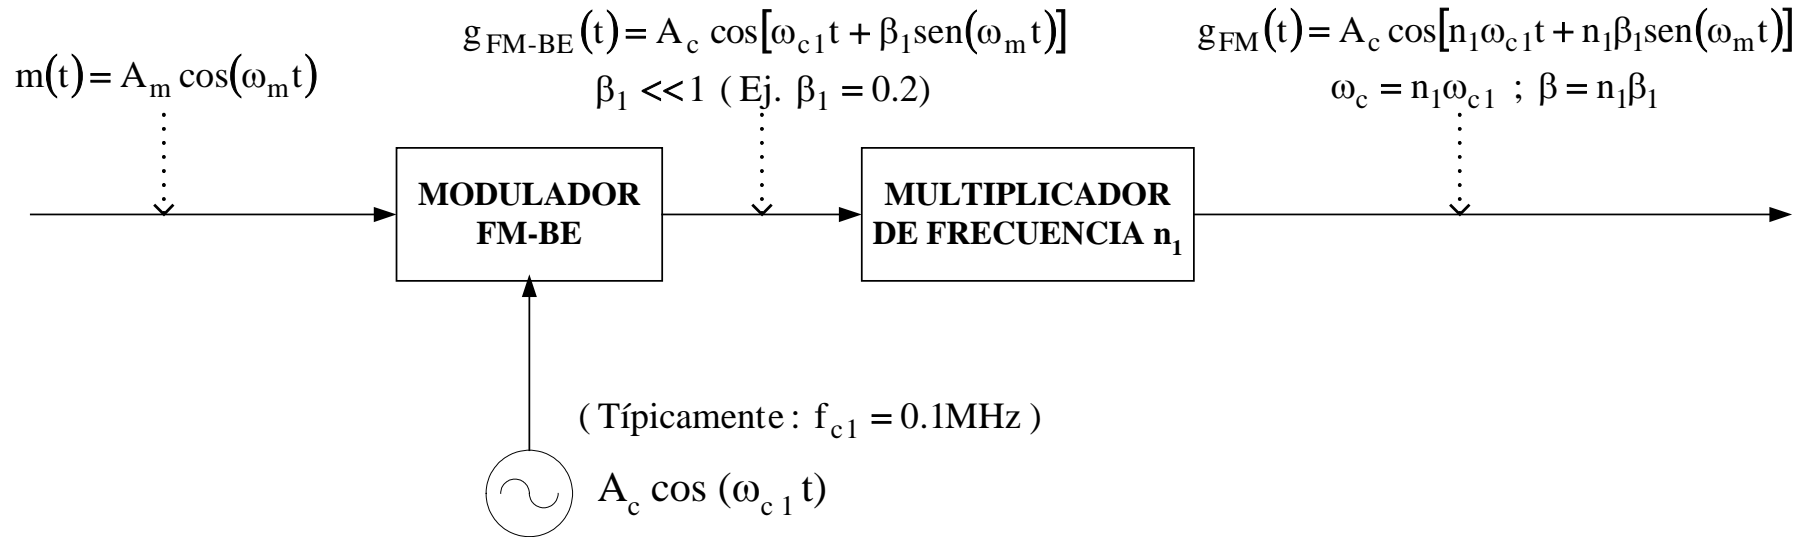 m(t) = A_m cos(ω_m t)
g_FM-BE(t) = A_c cos[ω_c1 t + β_1 sen(ω_m t)]
β_1 << 1 ( Ej. β_1 = 0.2)
g_FM(t) = A_c cos[n_1 ω_c1 t + n_1 β_1 sen(ω_m t)]
ω_c = n_1 ω_c1 ; β = n_1 β_1
MODULADOR
FM-BE
MULTIPLICADOR
DE FRECUENCIA n_1
( Típicamente : f_c1 = 0.1MHz )
A_c cos (ω_c1 t)